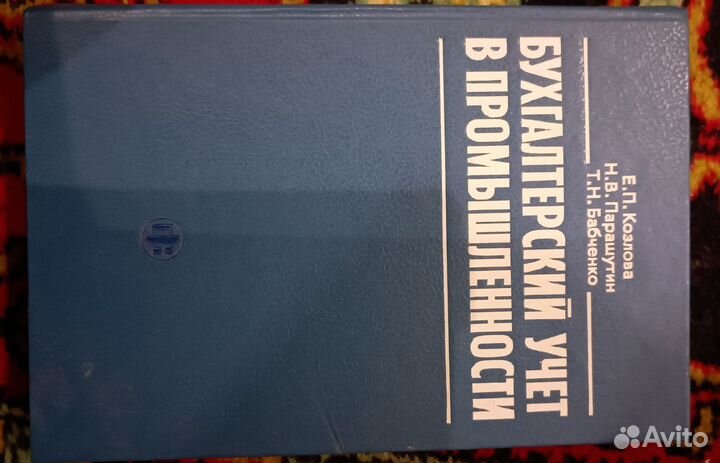 Е.П. Козлова
Н.В. Парашутин
Т.Н. Бабченко
БУХГАЛТЕРСКИЙ УЧЕТ
В ПРОМЫШЛЕННОСТИ
Avito